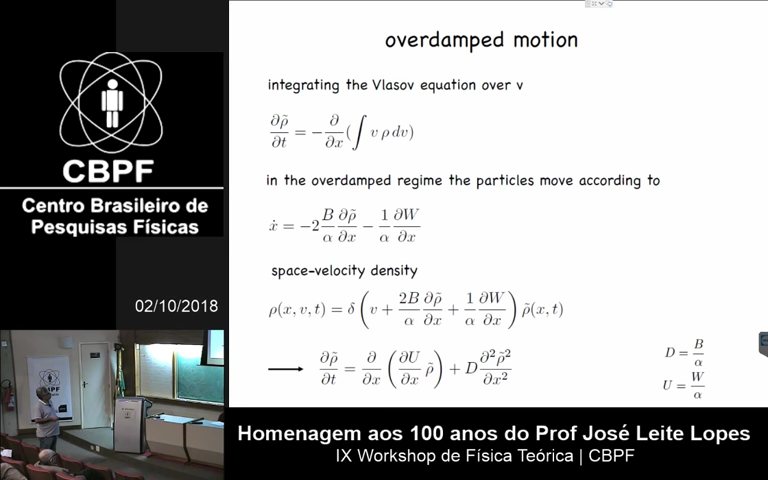 overdamped motion
integrating the Vlasov equation over v
∂ρ̃/∂t = −∂/∂x(∫ v ρ dv)
in the overdamped regime the particles move according to
ẋ = −2 B/α ∂ρ̃/∂x − 1/α ∂W/∂x
space-velocity density
ρ(x, v, t) = δ(v + 2B/α ∂ρ̃/∂x + 1/α ∂W/∂x) ρ̃(x, t)
⟶ ∂ρ̃/∂t = ∂/∂x(∂U/∂x ρ̃) + D ∂²ρ̃²/∂x²
D = B/α
U = W/α
CBPF
Centro Brasileiro de
Pesquisas Físicas
02/10/2018
Homenagem aos 100 anos do Prof José Leite Lopes
IX Workshop de Física Teórica | CBPF